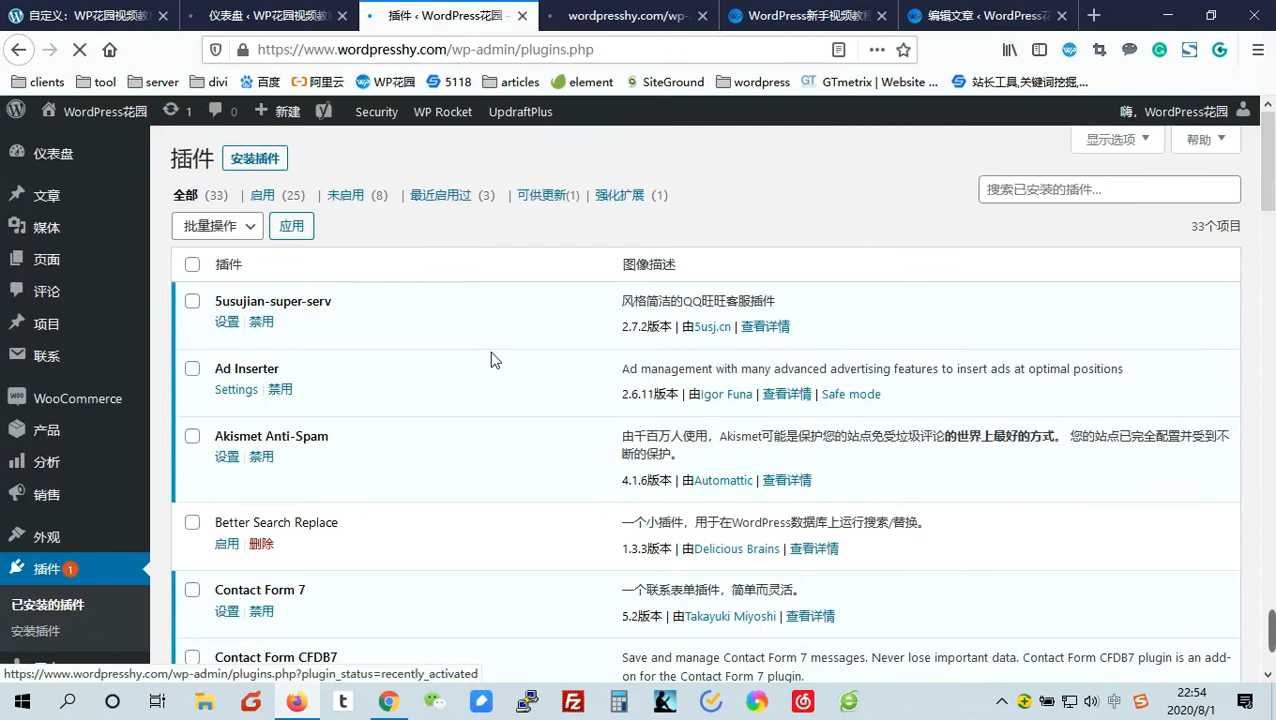 自定义：WP花园视频教
仪表盘 ‹ WP花园视频教
插件 ‹ WordPress花园 —
wordpresshy.com/wp-
WordPress新手视频教程
编辑文章 ‹ WordPress花
https://www.wordpresshy.com/wp-admin/plugins.php
clients
tool
server
divi
百度
阿里云
WP花园
5118
articles
element
SiteGround
wordpress
GTmetrix | Website ...
站长工具,关键词挖掘,...
WordPress花园
1
0
新建
Security
WP Rocket
UpdraftPlus
嗨，WordPress花园
仪表盘
文章
媒体
页面
评论
项目
联系
WooCommerce
产品
分析
销售
外观
插件 1
已安装的插件
安装插件
显示选项
帮助
插件 安装插件
全部 (33) | 启用 (25) | 未启用 (8) | 最近启用过 (3) | 可供更新(1) | 强化扩展 (1)
搜索已安装的插件...
批量操作 应用
33个项目
插件 图像描述
5usujian-super-serv
设置 | 禁用
风格简洁的QQ旺旺客服插件
2.7.2版本 | 由5usj.cn | 查看详情
Ad Inserter
Settings | 禁用
Ad management with many advanced advertising features to insert ads at optimal positions
2.6.11版本 | 由Igor Funa | 查看详情 | Safe mode
Akismet Anti-Spam
设置 | 禁用
由千百万人使用，Akismet可能是保护您的站点免受垃圾评论的世界上最好的方式。 您的站点已完全配置并受到不
断的保护。
4.1.6版本 | 由Automattic | 查看详情
Better Search Replace
启用 | 删除
一个小插件，用于在WordPress数据库上运行搜索/替换。
1.3.3版本 | 由Delicious Brains | 查看详情
Contact Form 7
设置 | 禁用
一个联系表单插件，简单而灵活。
5.2版本 | 由Takayuki Miyoshi | 查看详情
Contact Form CFDB7
Save and manage Contact Form 7 messages. Never lose important data. Contact Form CFDB7 plugin is an add-
on for the Contact Form 7 plugin.
https://www.wordpresshy.com/wp-admin/plugins.php?plugin_status=recently_activated
中
22:54
2020/8/1